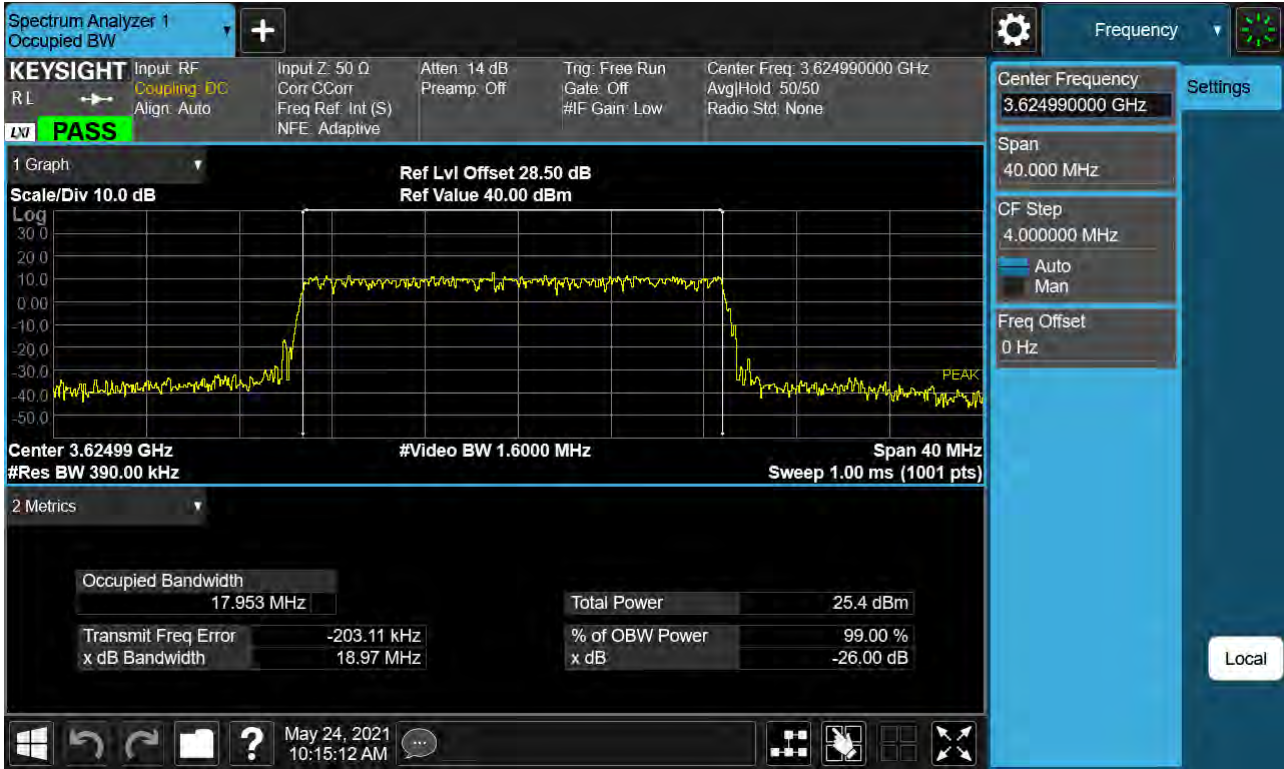 Spectrum Analyzer 1
Occupied BW
Frequency
KEYSIGHT
RL
LXI PASS
Input: RF
Coupling: DC
Align: Auto
Input Z: 50 Ω
Corr CCorr
Freq Ref: Int (S)
NFE: Adaptive
Atten: 14 dB
Preamp: Off
Trig: Free Run
Gate: Off
#IF Gain: Low
Center Freq: 3.624990000 GHz
Avg|Hold: 50/50
Radio Std: None
Center Frequency
3.624990000 GHz
Settings
Span
40.000 MHz
CF Step
4.000000 MHz
Auto
Man
Freq Offset
0 Hz
Local
1 Graph
Scale/Div 10.0 dB
Ref Lvl Offset 28.50 dB
Ref Value 40.00 dBm
Log
30.0
20.0
10.0
0.00
-10.0
-20.0
-30.0
-40.0
-50.0
PEAK
Center 3.62499 GHz
#Video BW 1.6000 MHz
Span 40 MHz
#Res BW 390.00 kHz
Sweep 1.00 ms (1001 pts)
2 Metrics
Occupied Bandwidth
17.953 MHz
Total Power 25.4 dBm
Transmit Freq Error -203.11 kHz
% of OBW Power 99.00 %
x dB Bandwidth 18.97 MHz
x dB -26.00 dB
?
May 24, 2021
10:15:12 AM